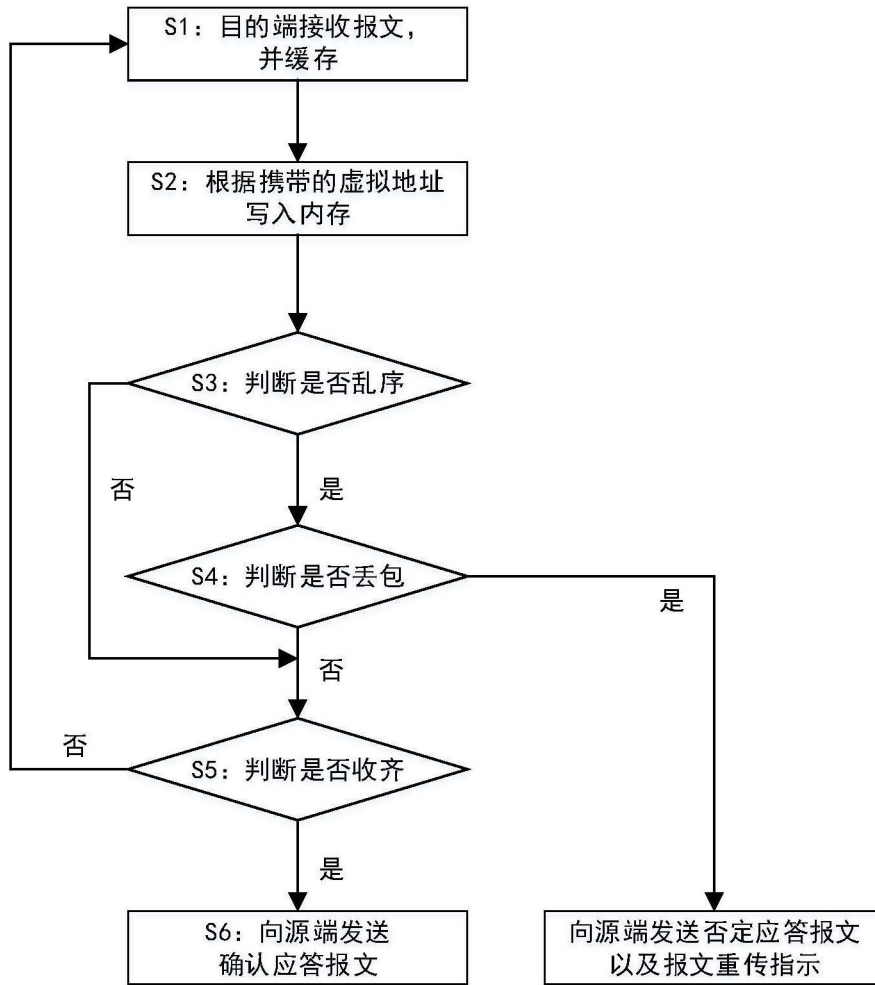 S1：目的端接收报文，
并缓存
S2：根据携带的虚拟地址
写入内存
S3：判断是否乱序
否
是
S4：判断是否丢包
是
否
否
S5：判断是否收齐
是
S6：向源端发送
确认应答报文
向源端发送否定应答报文
以及报文重传指示